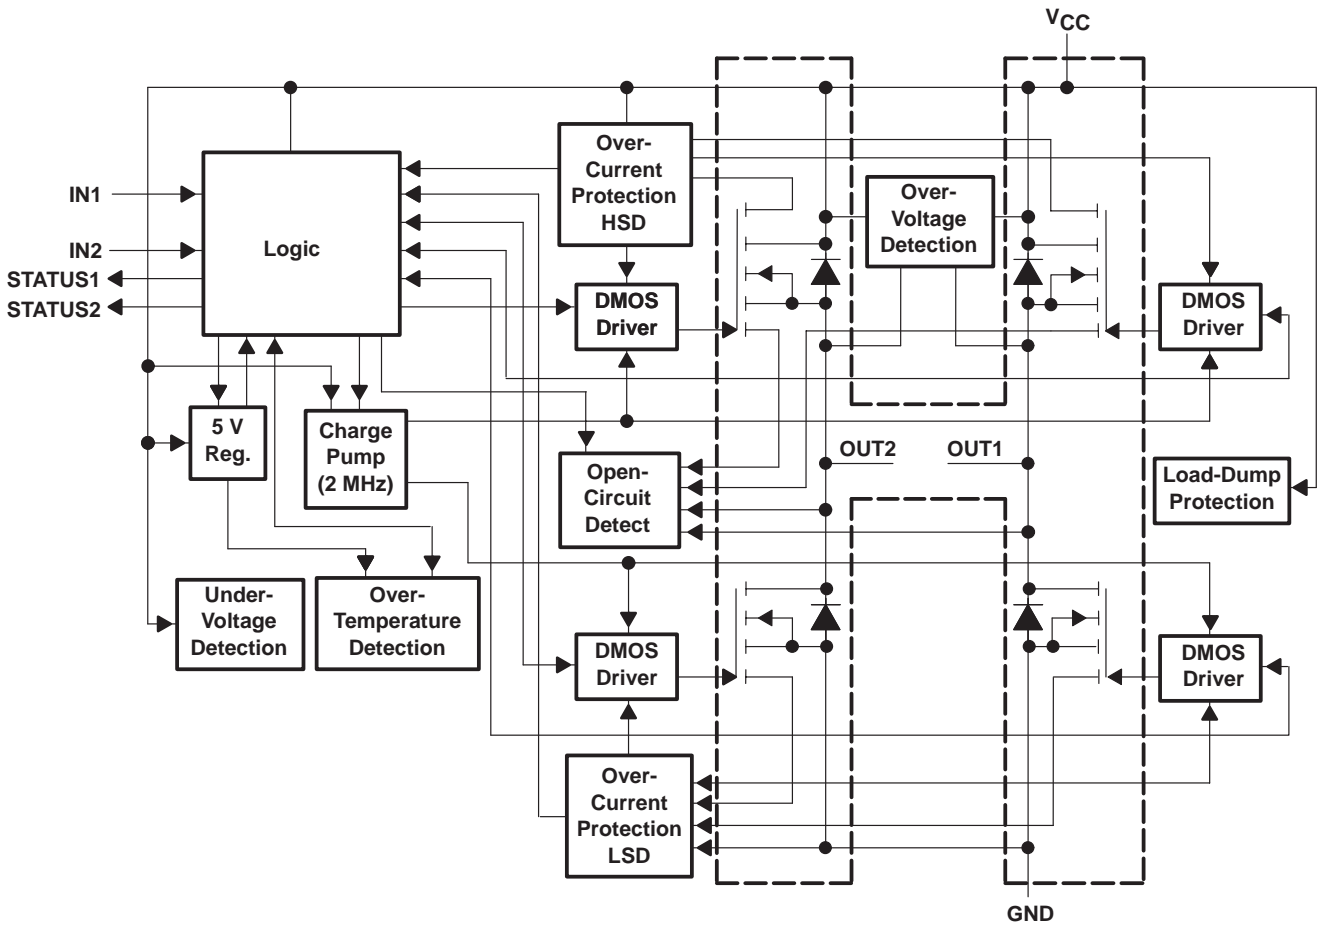 VCC
Over-
Current
Protection
HSD
IN1
IN2
STATUS1
STATUS2
Logic
Over-
Voltage
Detection
DMOS
Driver
DMOS
Driver
5 V
Reg.
Charge
Pump
(2 MHz)
OUT2
OUT1
Open-
Circuit
Detect
Load-Dump
Protection
Under-
Voltage
Detection
Over-
Temperature
Detection
DMOS
Driver
DMOS
Driver
Over-
Current
Protection
LSD
GND